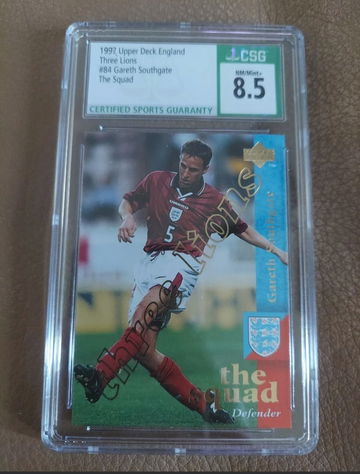 1997 Upper Deck England
Three Lions
#84 Gareth Southgate
The Squad
CSG
NM/Mint+
8.5
CERTIFIED SPORTS GUARANTY
UMBRO
5
three lions
Gareth Southgate
the
squad
Defender